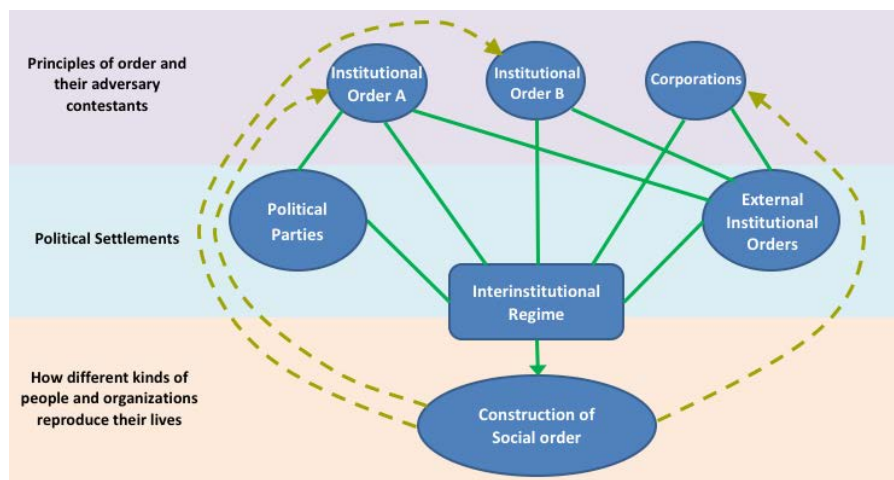 Principles of order and
their adversary
contestants
Institutional
Order A
Institutional
Order B
Corporations
Political Settlements
Political
Parties
External
Institutional
Orders
Interinstitutional
Regime
How different kinds of
people and organizations
reproduce their lives
Construction of
Social order